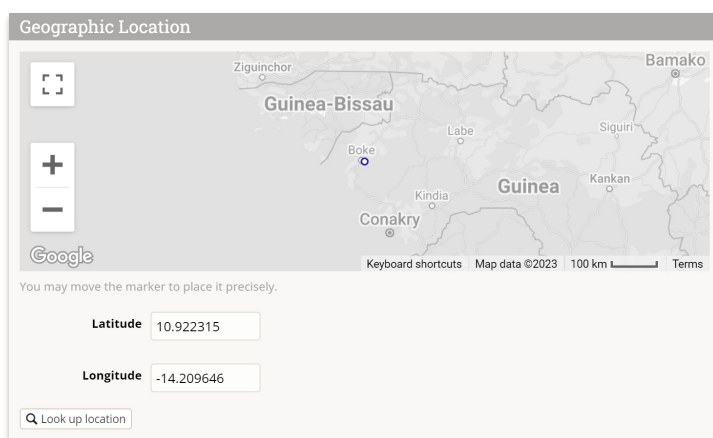 Geographic Location
Bamako
Ziguinchor
Guinea-Bissau
Labe
Siguiri
Boke
Kankan
Guinea
Kindia
Conakry
Google
Keyboard shortcuts Map data ©2023 100 km Terms
You may move the marker to place it precisely.
Latitude 10.922315
Longitude -14.209646
Look up location